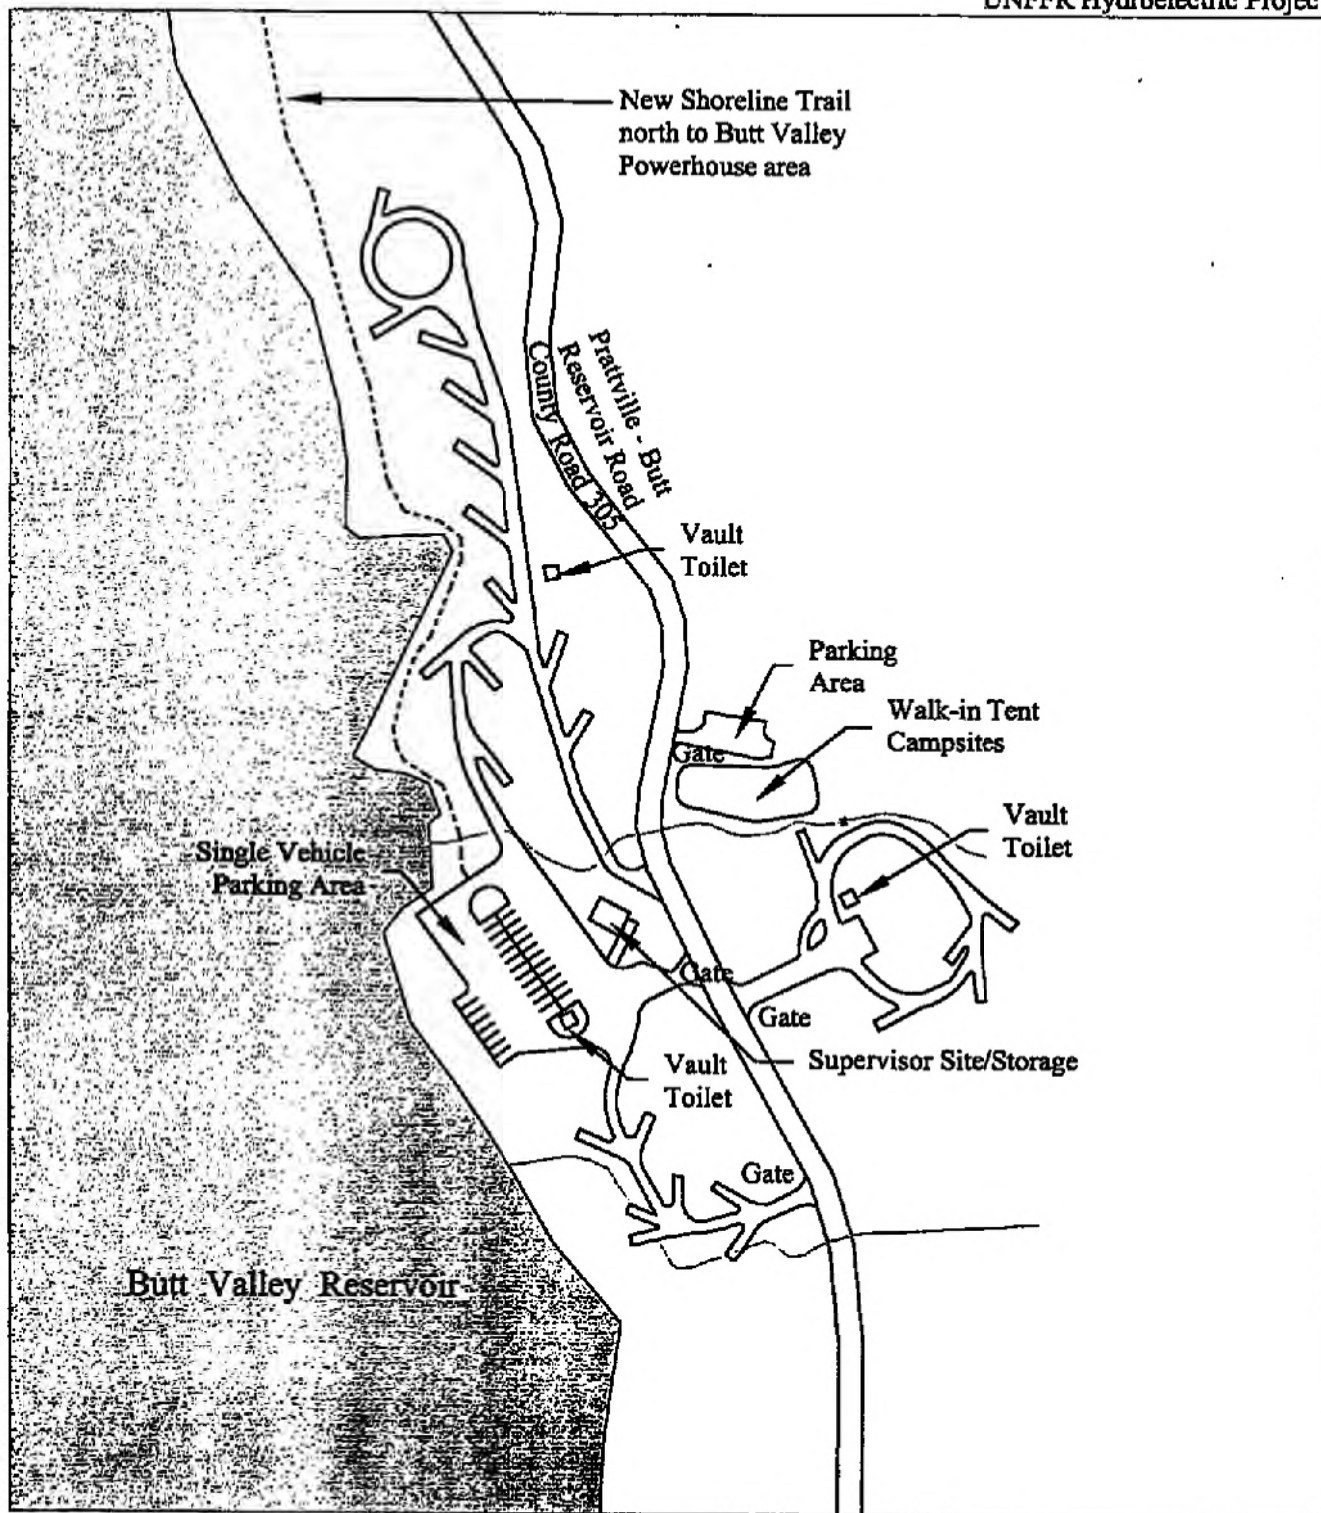 UNFFR Hydroelectric Projec
New Shoreline Trail
north to Butt Valley
Powerhouse area
Prattville - Butt
Reservoir Road
County Road 305
Vault
Toilet
Parking
Area
Gate
Walk-in Tent
Campsites
Vault
Toilet
Single Vehicle
Parking Area
Gate
Gate
Supervisor Site/Storage
Vault
Toilet
Gate
Butt Valley Reservoir